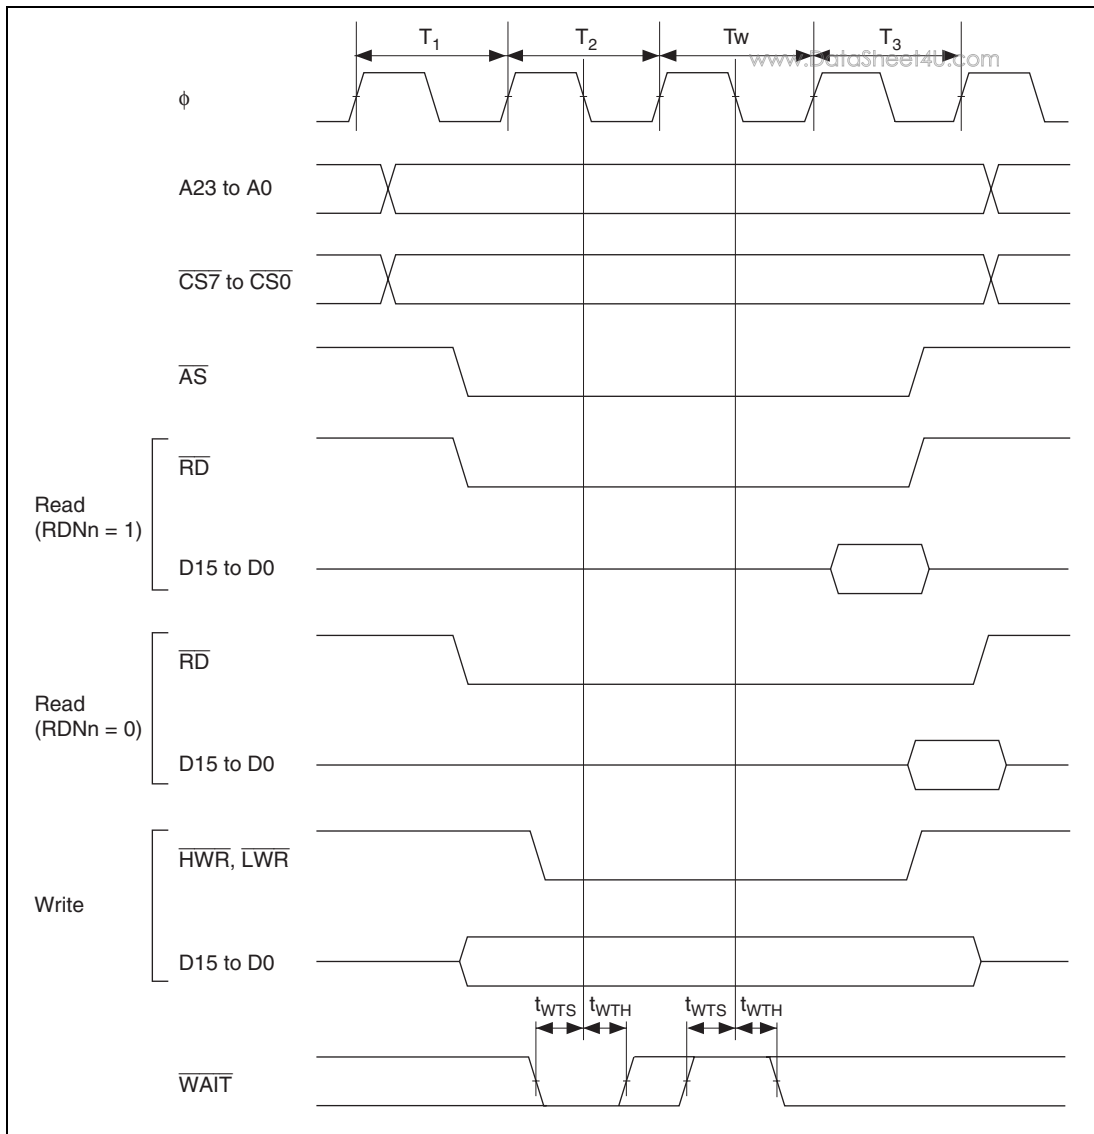 T1 T2 Tw T3
www.DataSheet4U.com
ϕ
A23 to A0
CS7 to CS0
AS
Read
(RDNn = 1)
RD
D15 to D0
Read
(RDNn = 0)
RD
D15 to D0
Write
HWR, LWR
D15 to D0
tWTS tWTH tWTS tWTH
WAIT